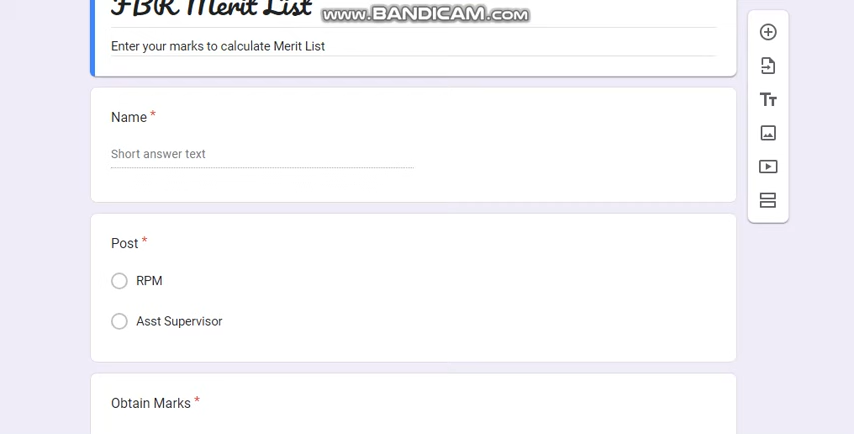 FBR Merit List
www.BANDICAM.com
Enter your marks to calculate Merit List
Name *
Short answer text
Post *
RPM
Asst Supervisor
Obtain Marks *